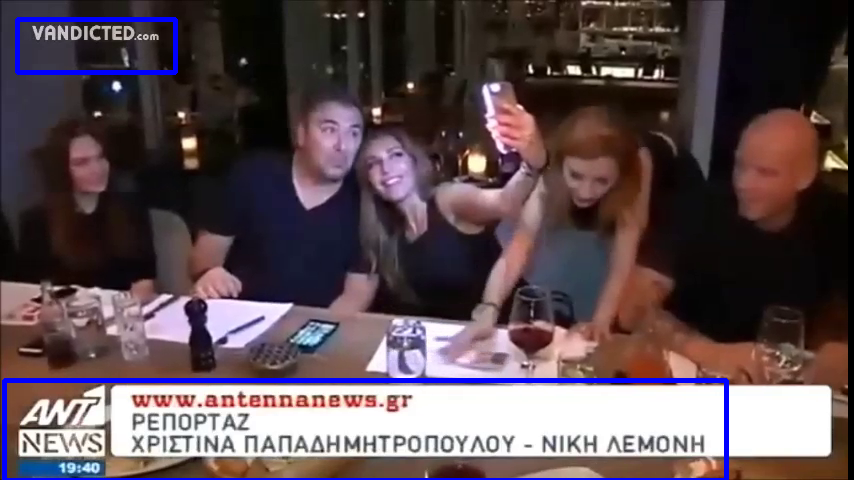 VANDICTED.com
www.antennanews.gr
ΡΕΠΟΡΤΑΖ
ΧΡΙΣΤΙΝΑ ΠΑΠΑΔΗΜΗΤΡΟΠΟΥΛΟΥ - ΝΙΚΗ ΛΕΜΟΝΗ
ANT1
NEWS
19:40